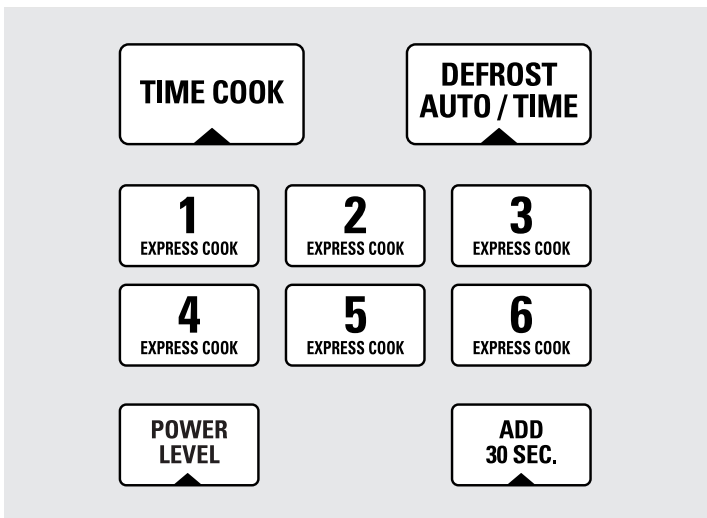 TIME COOK
DEFROST
AUTO / TIME
1
EXPRESS COOK
2
EXPRESS COOK
3
EXPRESS COOK
4
EXPRESS COOK
5
EXPRESS COOK
6
EXPRESS COOK
POWER
LEVEL
ADD
30 SEC.